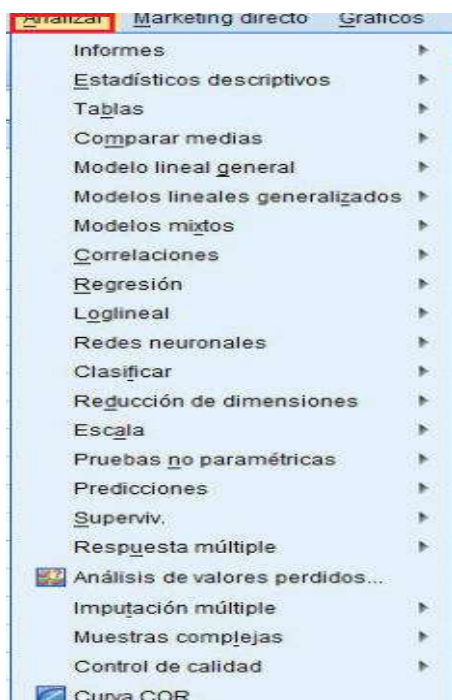 Analizar Marketing directo Gráficos
Informes
Estadísticos descriptivos
Tablas
Comparar medias
Modelo lineal general
Modelos lineales generalizados
Modelos mixtos
Correlaciones
Regresión
Loglineal
Redes neuronales
Clasificar
Reducción de dimensiones
Escala
Pruebas no paramétricas
Predicciones
Superviv.
Respuesta múltiple
Análisis de valores perdidos...
Imputación múltiple
Muestras complejas
Control de calidad
Curva COR